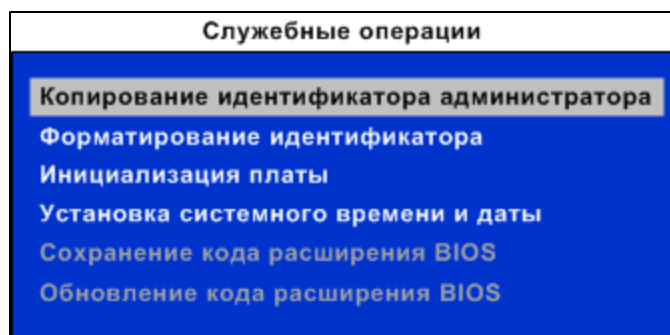 Служебные операции
Копирование идентификатора администратора
Форматирование идентификатора
Инициализация платы
Установка системного времени и даты
Сохранение кода расширения BIOS
Обновление кода расширения BIOS